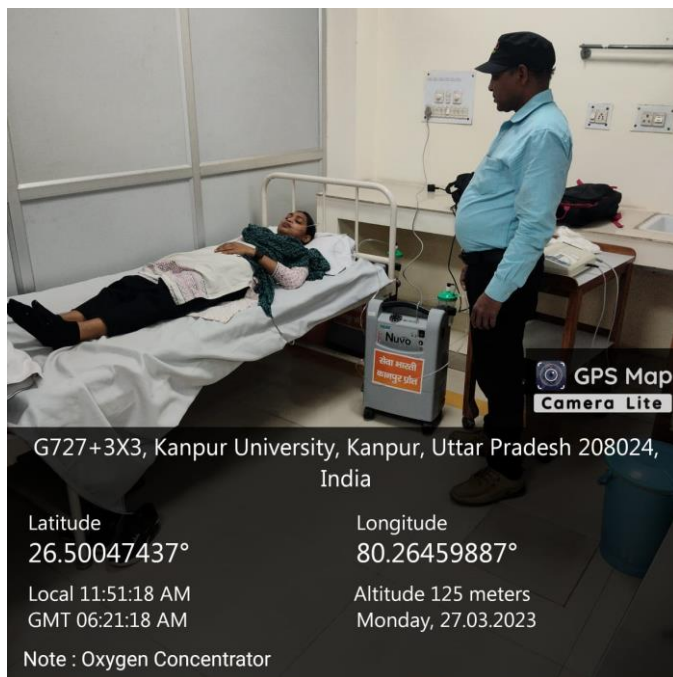 Nuvo
सेवा भारती
कानपुर प्रान्त
GPS Map
Camera Lite
G727+3X3, Kanpur University, Kanpur, Uttar Pradesh 208024,
India
Latitude
26.50047437°
Longitude
80.26459887°
Local 11:51:18 AM
GMT 06:21:18 AM
Altitude 125 meters
Monday, 27.03.2023
Note : Oxygen Concentrator